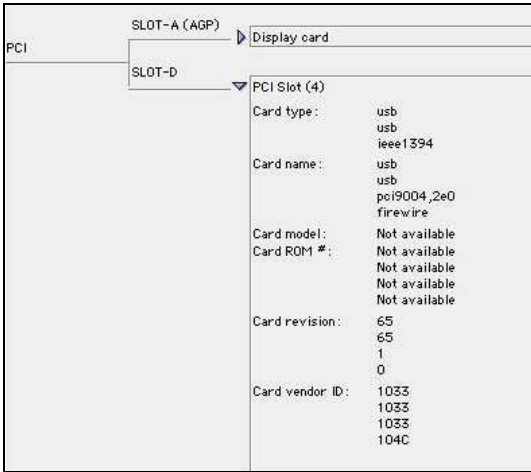 PCI
SLOT-A (AGP)
Display card
SLOT-D
PCI Slot (4)
Card type: usb
usb
ieee1394
Card name: usb
usb
pci9004,2e0
firewire
Card model: Not available
Card ROM #: Not available
Not available
Not available
Not available
Card revision: 65
65
1
0
Card vendor ID: 1033
1033
1033
104C